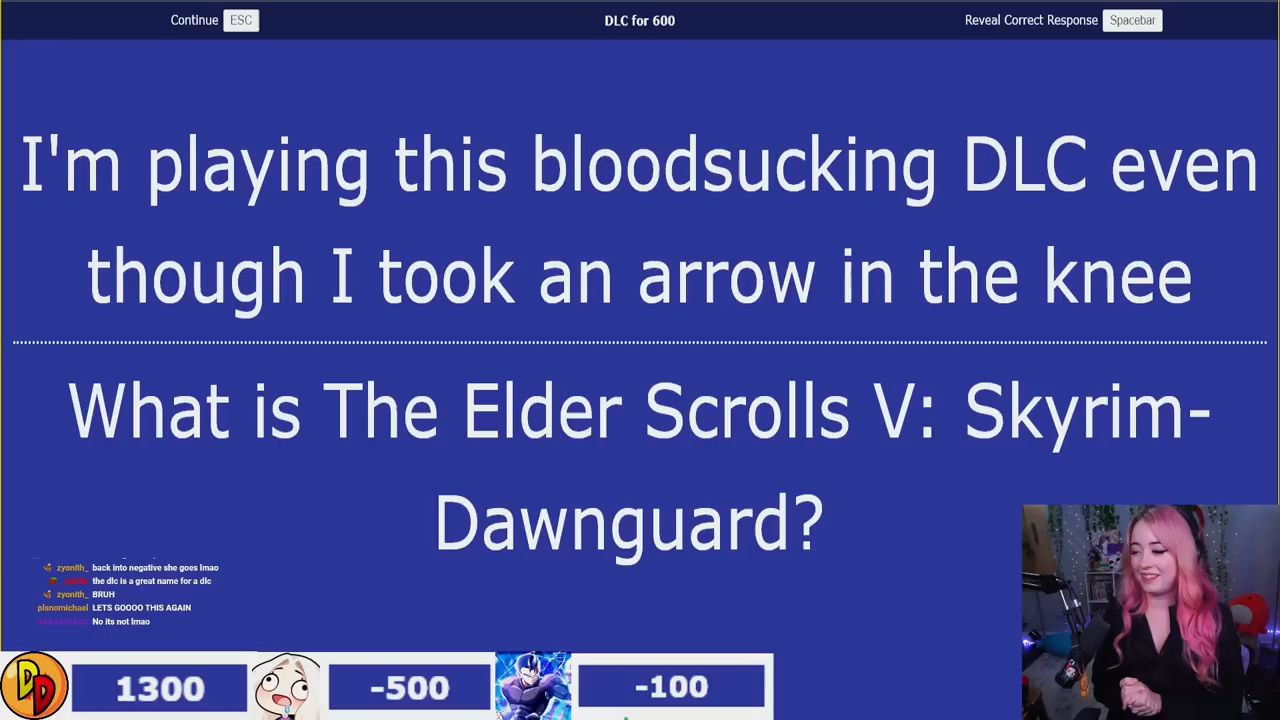 Continue ESC DLC for 600 Reveal Correct Response Spacebar
I'm playing this bloodsucking DLC even
though I took an arrow in the knee
What is The Elder Scrolls V: Skyrim-
Dawnguard?
zyonith_ back into negative she goes lmao
the dlc is a great name for a dlc
zyonith_ BRUH
plsnomichael LETS GOOOO THIS AGAIN
No its not lmao
DD 1300 -500 -100